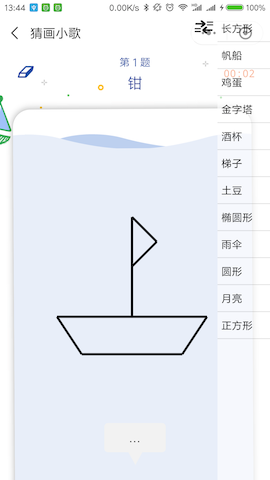 13:44
0.00K/s
100%
猜画小歌
第1题
钳
00:02
...
长方形
帆船
鸡蛋
金字塔
酒杯
梯子
土豆
椭圆形
雨伞
圆形
月亮
正方形